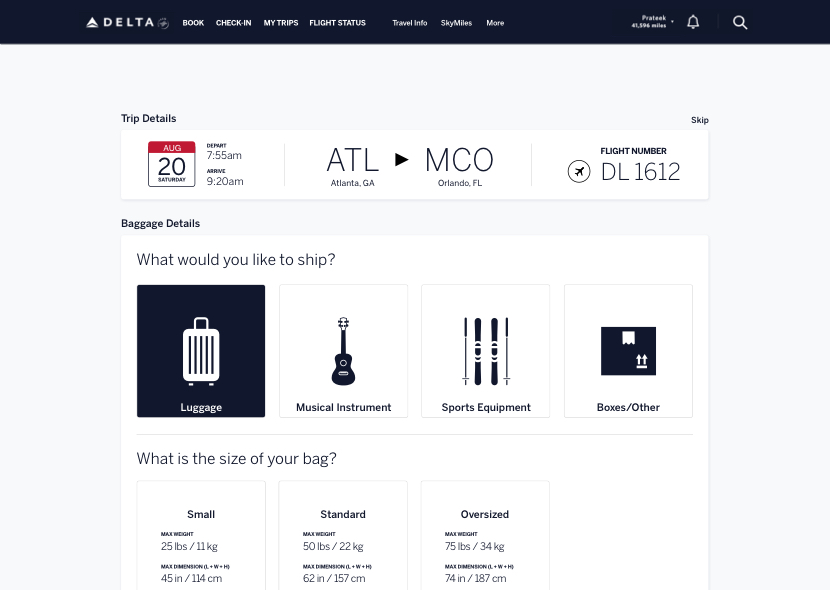 DELTA BOOK CHECK-IN MY TRIPS FLIGHT STATUS Travel Info SkyMiles More Prateek
41,596 miles
Trip Details Skip
AUG
20
SATURDAY
DEPART
7:55am
ARRIVE
9:20am
ATL MCO
Atlanta, GA Orlando, FL
FLIGHT NUMBER
DL 1612
Baggage Details
What would you like to ship?
Luggage Musical Instrument Sports Equipment Boxes/Other
What is the size of your bag?
Small Standard Oversized
MAX WEIGHT MAX WEIGHT MAX WEIGHT
25 lbs / 11 kg 50 lbs / 22 kg 75 lbs / 34 kg
MAX DIMENSION (L + W + H) MAX DIMENSION (L + W + H) MAX DIMENSION (L + W + H)
45 in / 114 cm 62 in / 157 cm 74 in / 187 cm